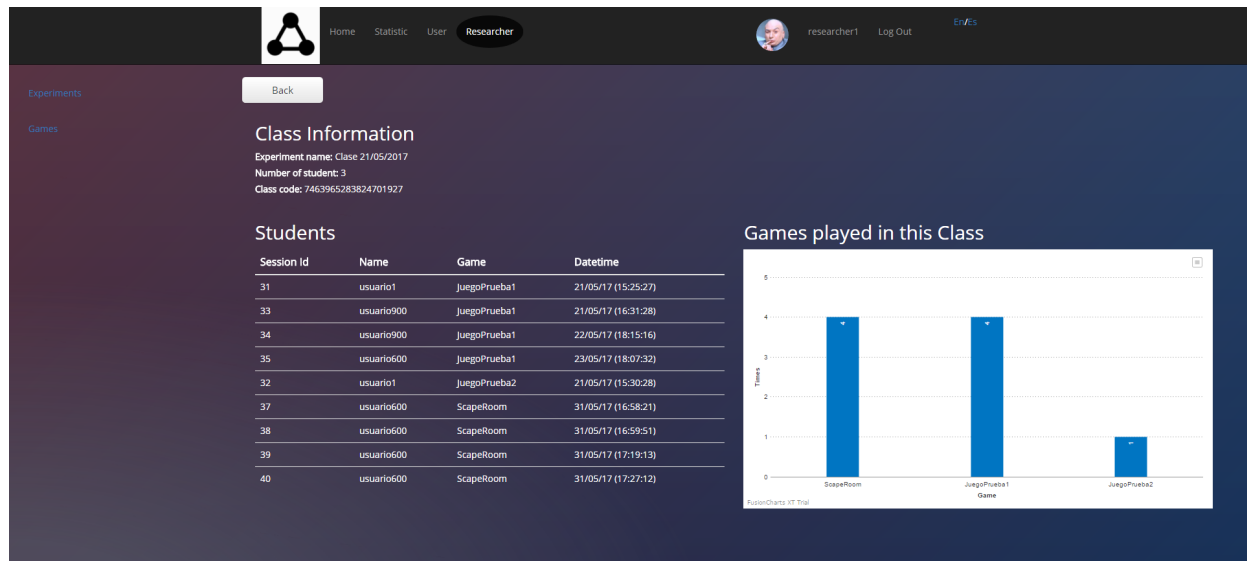 Home Statistic User Researcher researcher1 Log Out En/Es
Experiments
Games
Back
Class Information
Experiment name: Clase 21/05/2017
Number of student: 3
Class code: 7463965283824701927
Students
Session Id Name Game Datetime
31 usuario1 JuegoPrueba1 21/05/17 (15:25:27)
33 usuario900 JuegoPrueba1 21/05/17 (16:31:28)
34 usuario900 JuegoPrueba1 22/05/17 (18:15:16)
35 usuario600 JuegoPrueba1 23/05/17 (18:07:32)
32 usuario1 JuegoPrueba2 21/05/17 (15:30:28)
37 usuario600 ScapeRoom 31/05/17 (16:58:21)
38 usuario600 ScapeRoom 31/05/17 (16:59:51)
39 usuario600 ScapeRoom 31/05/17 (17:19:13)
40 usuario600 ScapeRoom 31/05/17 (17:27:12)
Games played in this Class
5
4
3
2
1
0
Times
4 4 1
ScapeRoom JuegoPrueba1 JuegoPrueba2
Game
FusionCharts XT Trial